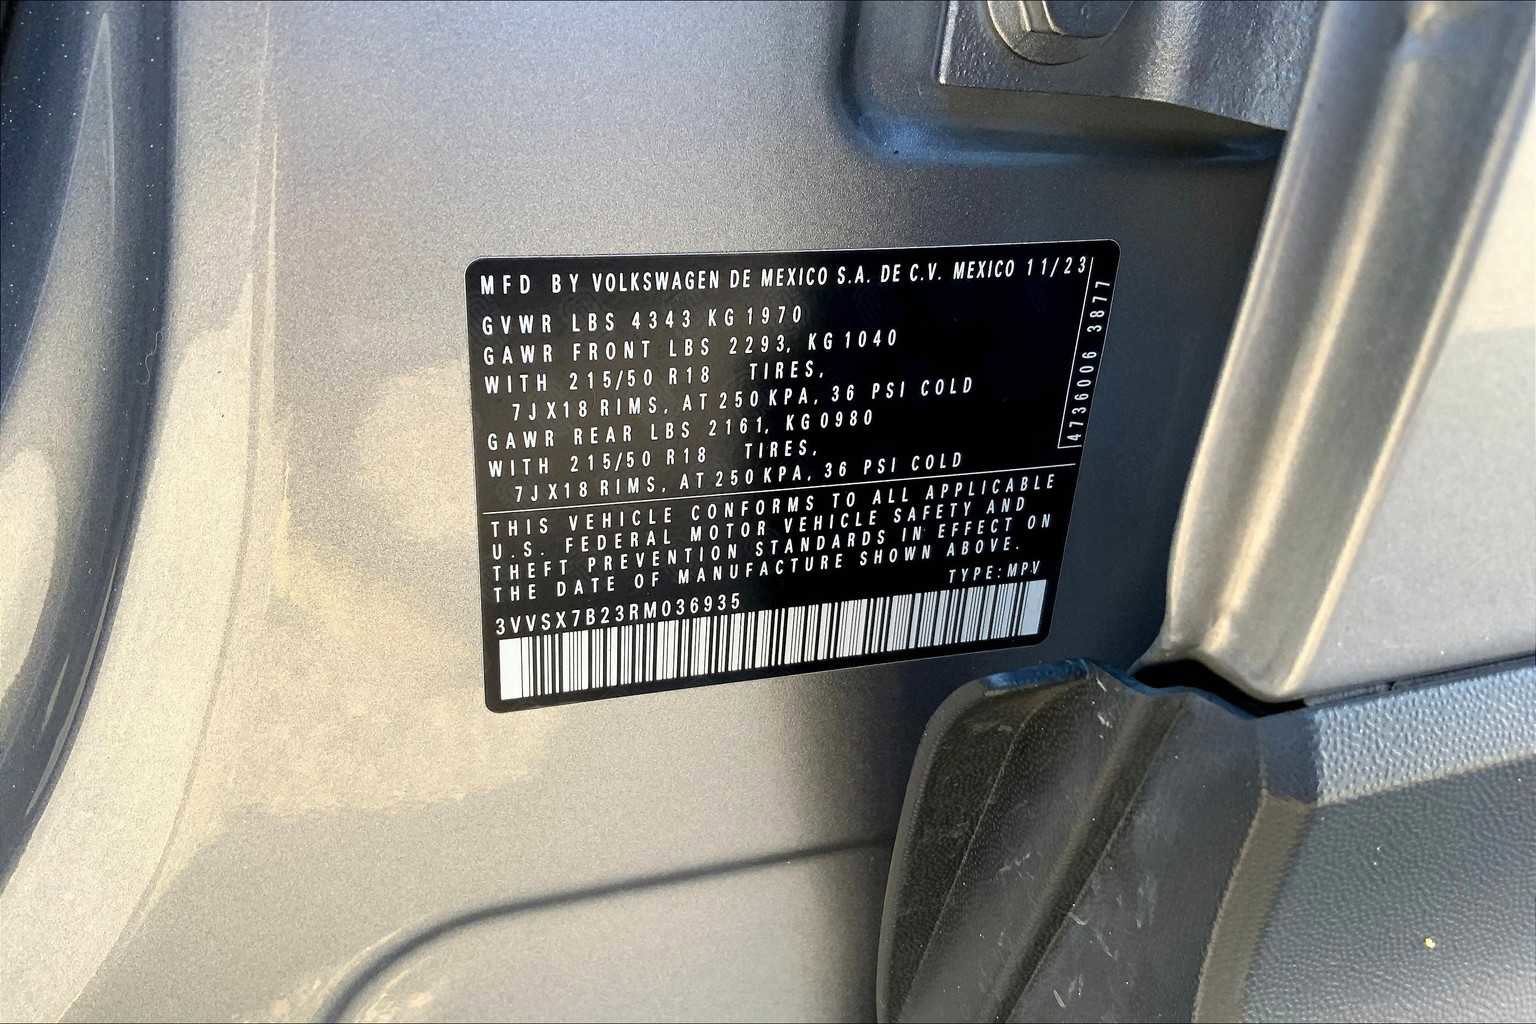 MFD BY VOLKSWAGEN DE MEXICO S.A. DE C.V. MEXICO 11/23
GVWR LBS 4343 KG 1970
GAWR FRONT LBS 2293, KG 1040
WITH 215/50 R18 TIRES,
7JX18 RIMS, AT 250 KPA, 36 PSI COLD
GAWR REAR LBS 2161, KG 0980
WITH 215/50 R18 TIRES,
7JX18 RIMS, AT 250 KPA, 36 PSI COLD
4736006 3877
THIS VEHICLE CONFORMS TO ALL APPLICABLE
U.S. FEDERAL MOTOR VEHICLE SAFETY AND
THEFT PREVENTION STANDARDS IN EFFECT ON
THE DATE OF MANUFACTURE SHOWN ABOVE.
TYPE:MPV
3VVSX7B23RM036935